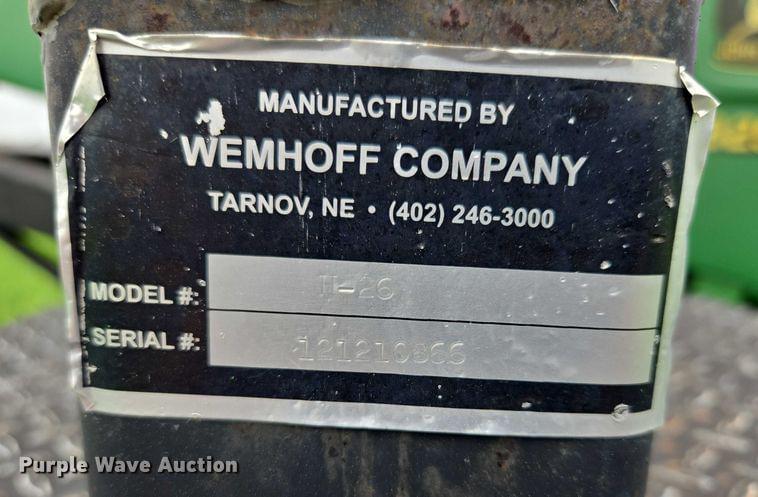 MANUFACTURED BY
WEMHOFF COMPANY
TARNOV, NE • (402) 246-3000
MODEL #:
SERIAL #:
Purple Wave Auction